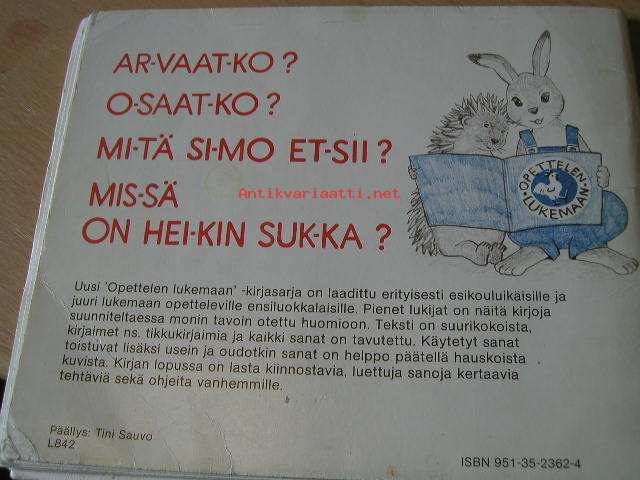 AR-VAAT-KO?
O-SAAT-KO?
MI-TÄ SI-MO ET-SII?
MIS-SÄ
ON HEI-KIN SUK-KA?
Antikvariaatti.net
OPETTELEN
LUKEMAAN
Uusi 'Opettelen lukemaan' -kirjasarja on laadittu erityisesti esikouluikäisille ja
juuri lukemaan opetteleville ensiluokkalaisille. Pienet lukijat on näitä kirjoja
suunniteltaessa monin tavoin otettu huomioon. Teksti on suurikokoista,
kirjaimet ns. tikkukirjaimia ja kaikki sanat on tavutettu. Käytetyt sanat
toistuvat lisäksi usein ja oudotkin sanat on helppo päätellä hauskoista
kuvista. Kirjan lopussa on lasta kiinnostavia, luettuja sanoja kertaavia
tehtäviä sekä ohjeita vanhemmille.
Päällys: Tini Sauvo
L842
ISBN 951-35-2362-4